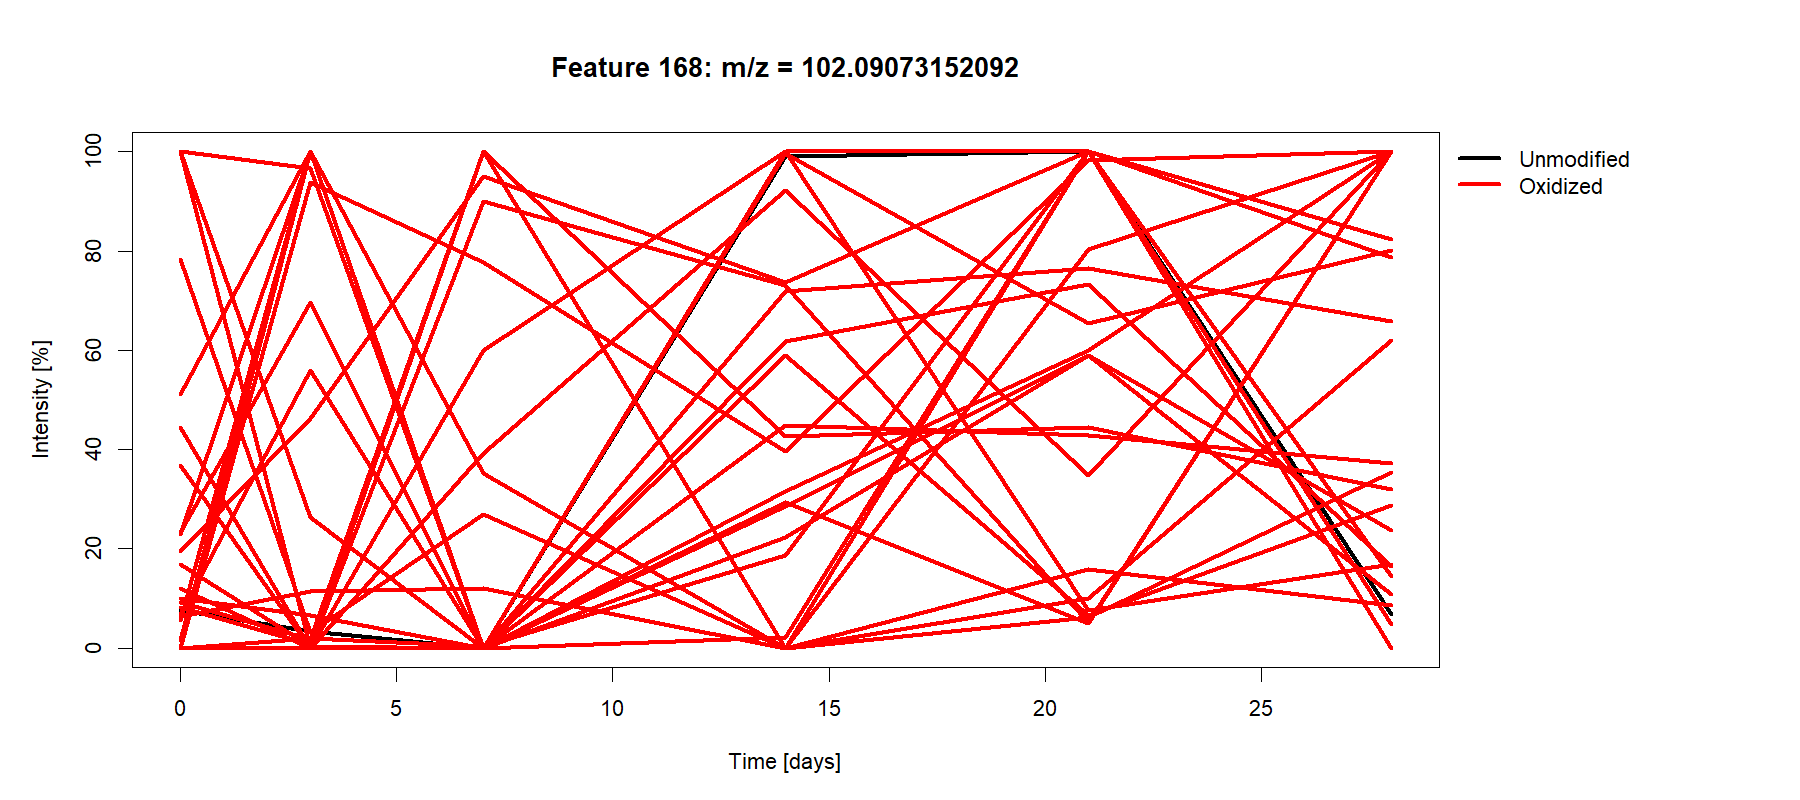 Feature 168: m/z = 102.09073152092
Unmodified
Oxidized
Intensity [%]
100
80
60
40
20
0
0 5 10 15 20 25
Time [days]